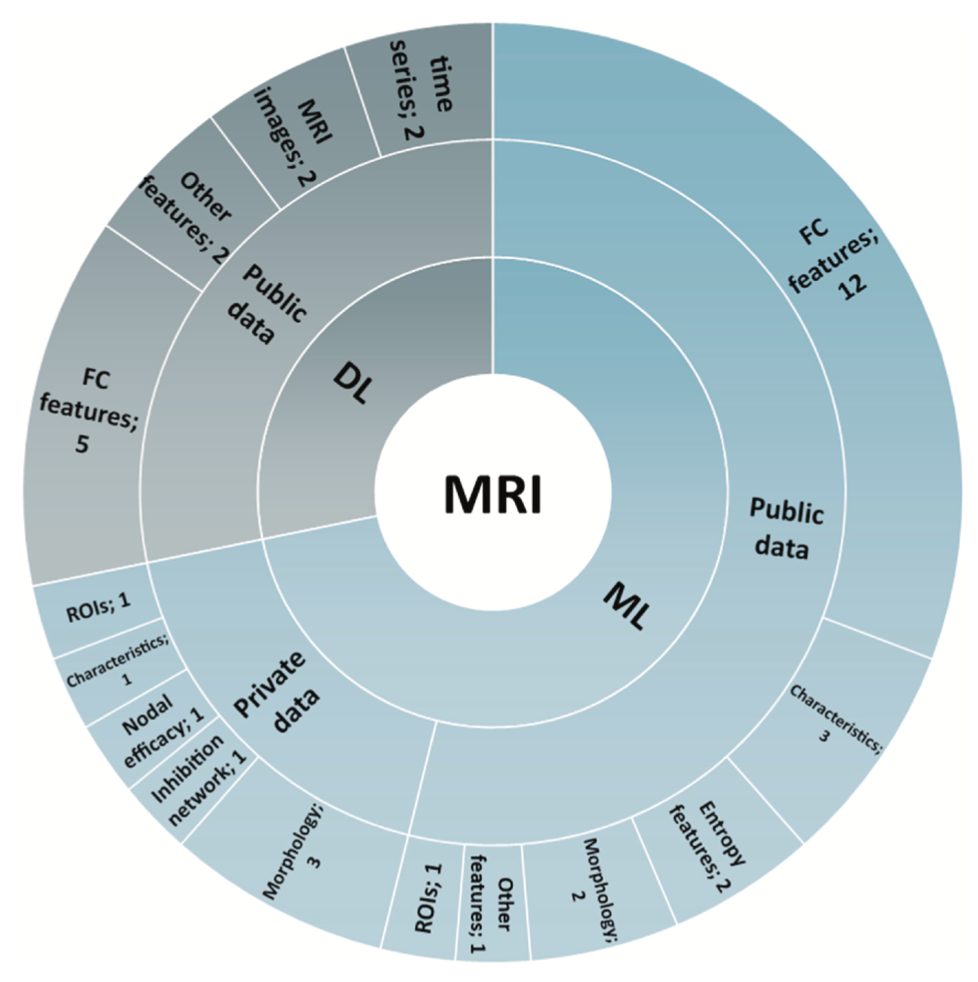 MRI
DL
ML
Public
data
Private
data
Public
data
FC
features;
12
Characteristics;
3
Entropy
features; 2
Morphology;
2
Other
features; 1
ROIs; 1
Morphology;
3
Inhibition
network; 1
Nodal
efficacy; 1
Characteristics;
1
ROIs; 1
FC
features;
5
Other
features; 2
MRI
images; 2
time
series; 2